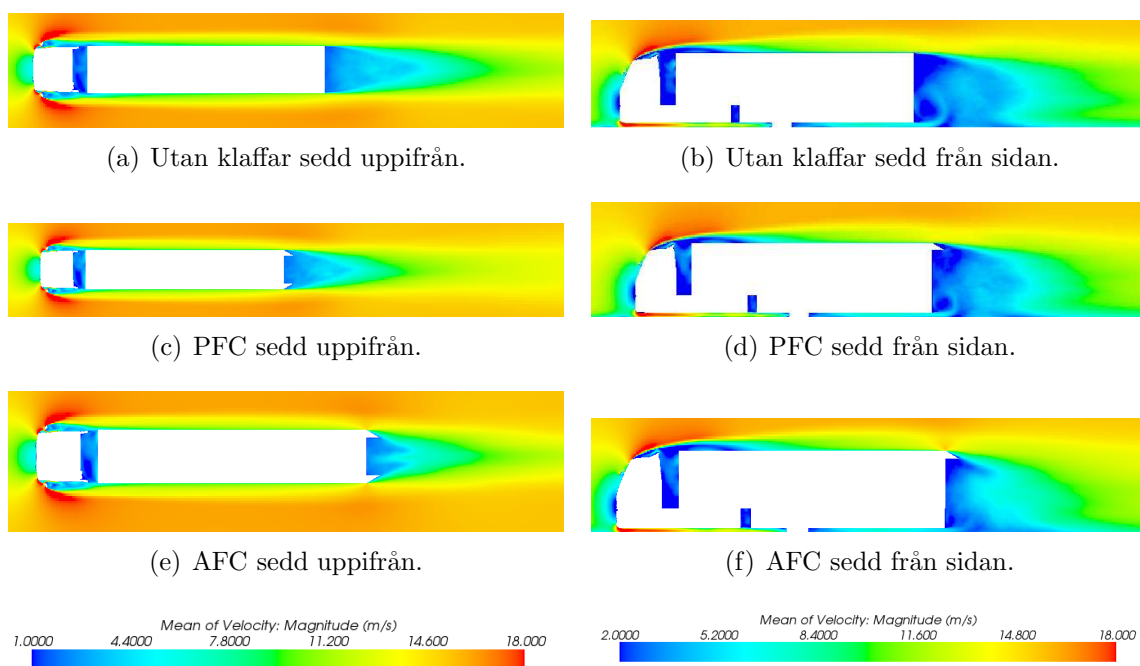 (a) Utan klaffar sedd uppifrån.
(b) Utan klaffar sedd från sidan.
(c) PFC sedd uppifrån.
(d) PFC sedd från sidan.
(e) AFC sedd uppifrån.
(f) AFC sedd från sidan.
Mean of Velocity: Magnitude (m/s)
1.0000 4.4000 7.8000 11.200 14.600 18.000
Mean of Velocity: Magnitude (m/s)
2.0000 5.2000 8.4000 11.600 14.800 18.000